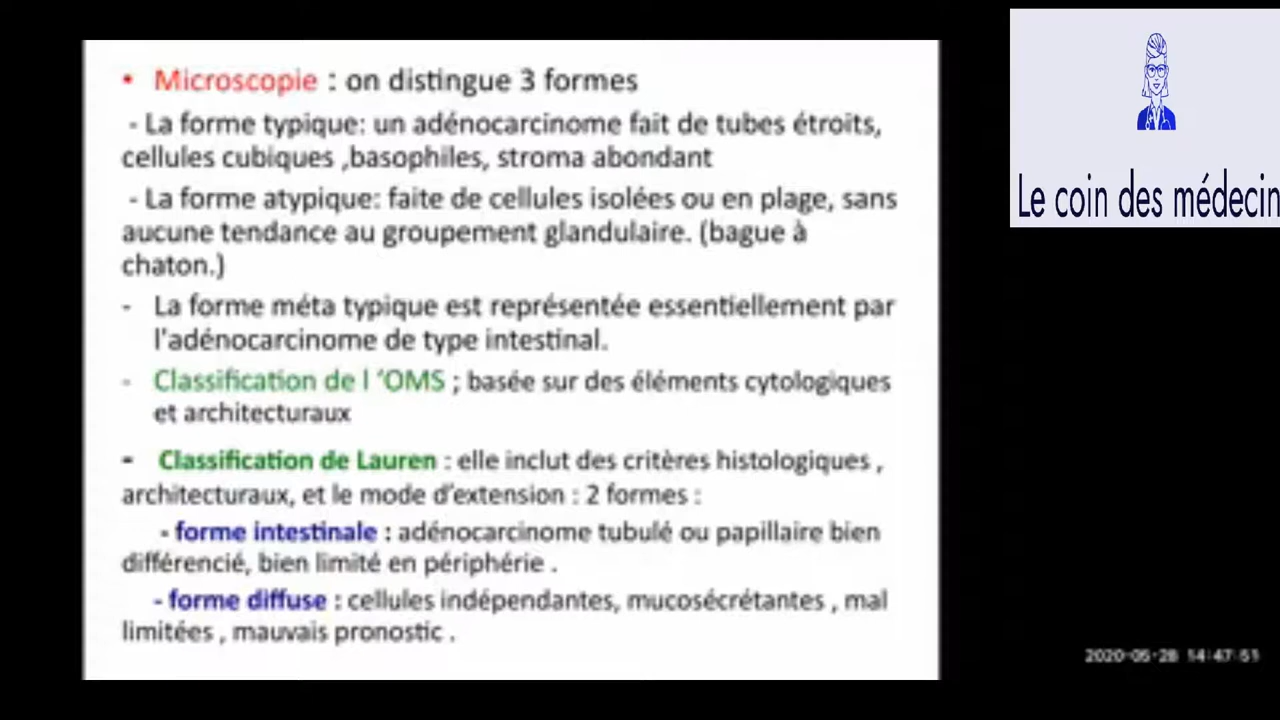 • Microscopie : on distingue 3 formes
- La forme typique: un adénocarcinome fait de tubes étroits,
cellules cubiques ,basophiles, stroma abondant
- La forme atypique: faite de cellules isolées ou en plage, sans
aucune tendance au groupement glandulaire. (bague à
chaton.)
- La forme méta typique est représentée essentiellement par
l'adénocarcinome de type intestinal.
- Classification de l 'OMS ; basée sur des éléments cytologiques
et architecturaux
- Classification de Lauren : elle inclut des critères histologiques ,
architecturaux, et le mode d'extension : 2 formes :
- forme intestinale : adénocarcinome tubulé ou papillaire bien
différencié, bien limité en périphérie .
- forme diffuse : cellules indépendantes, mucosécrétantes , mal
limitées , mauvais pronostic .
Le coin des médecin
2020-05-28 14:47:51